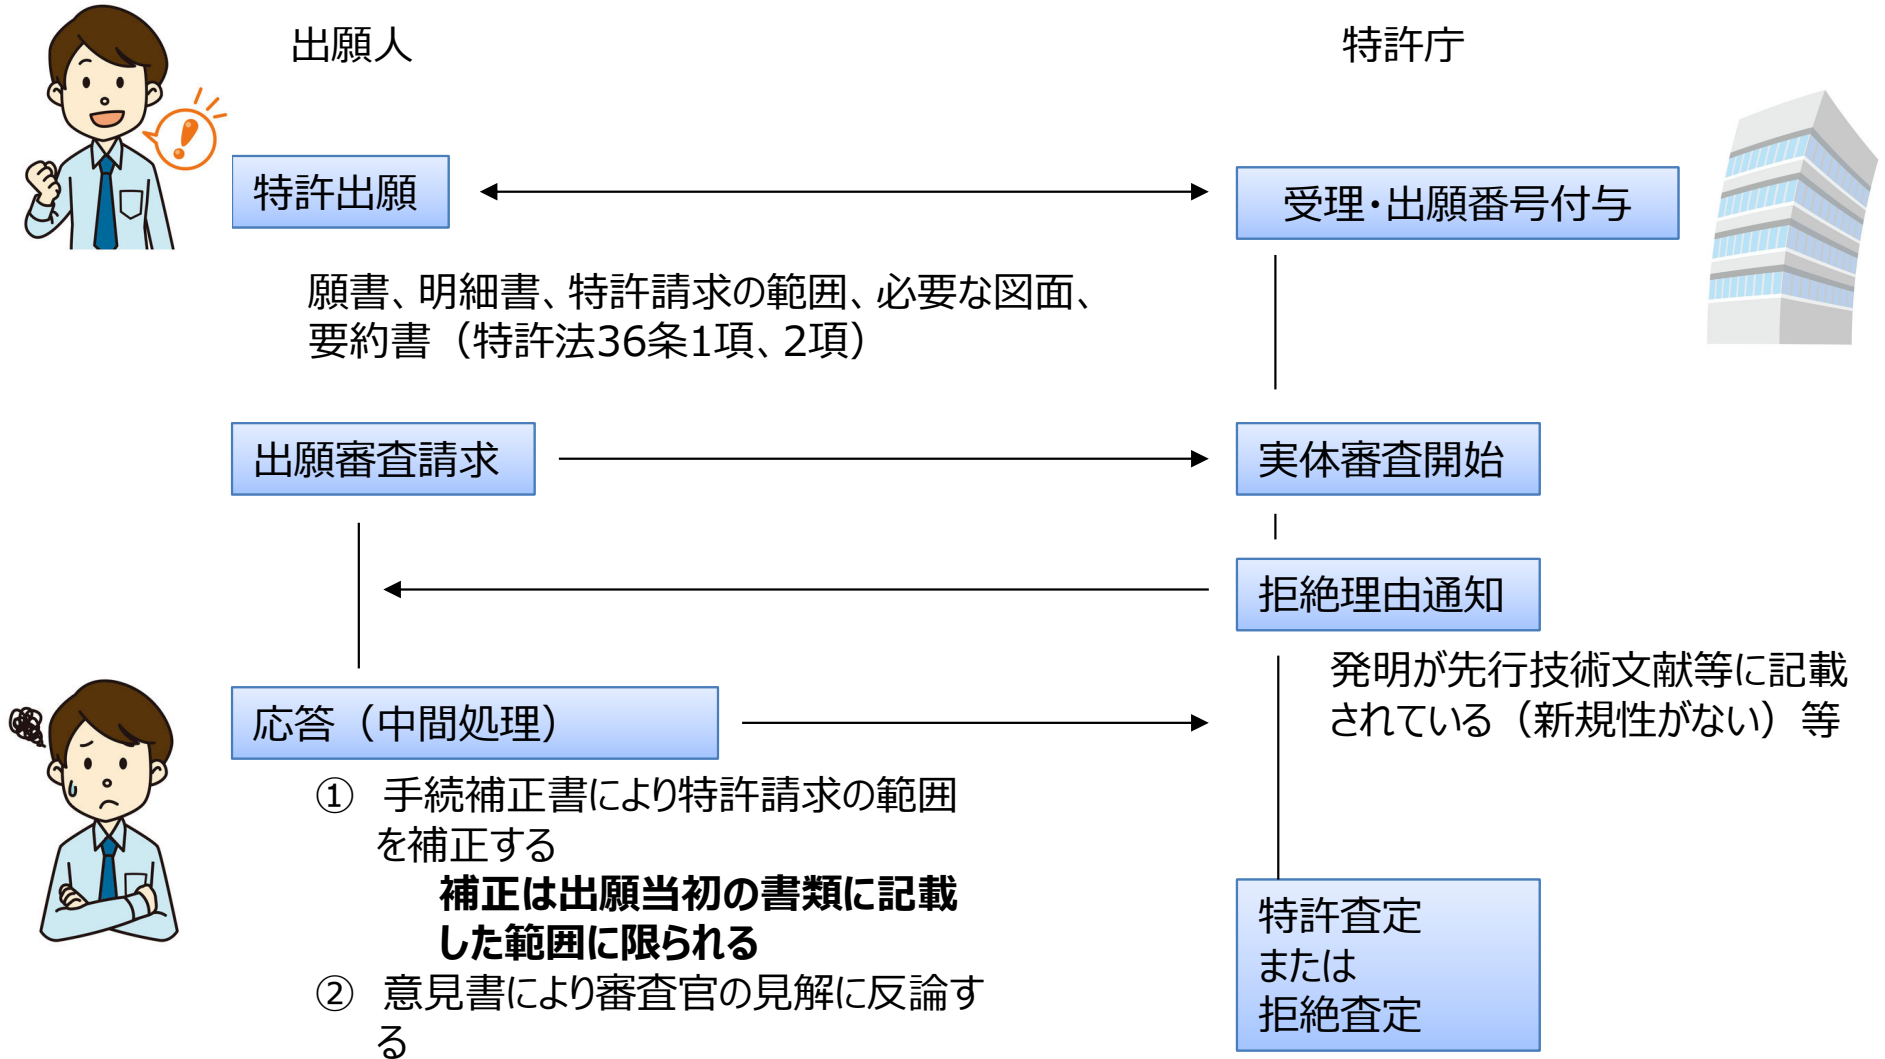 出願人
特許庁
特許出願
受理・出願番号付与
願書、明細書、特許請求の範囲、必要な図面、
要約書（特許法36条1項、2項）
出願審査請求
実体審査開始
拒絶理由通知
発明が先行技術文献等に記載
されている（新規性がない）等
応答（中間処理）
① 手続補正書により特許請求の範囲
を補正する
補正は出願当初の書類に記載
した範囲に限られる
② 意見書により審査官の見解に反論す
る
特許査定
または
拒絶査定